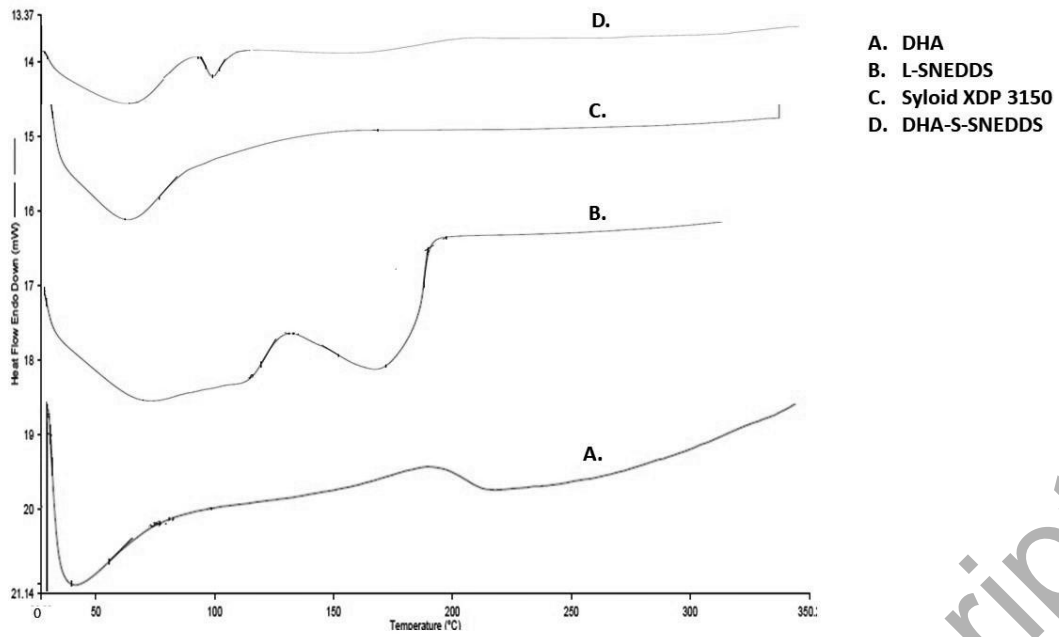 13.37
14
15
16
17
18
19
20
21.14
Heat Flow Endo Down (mW)
0
50
100
150
200
250
300
350.
Temperature (°C)
D.
C.
B.
A.
A. DHA
B. L-SNEDDS
C. Syloid XDP 3150
D. DHA-S-SNEDDS
rip